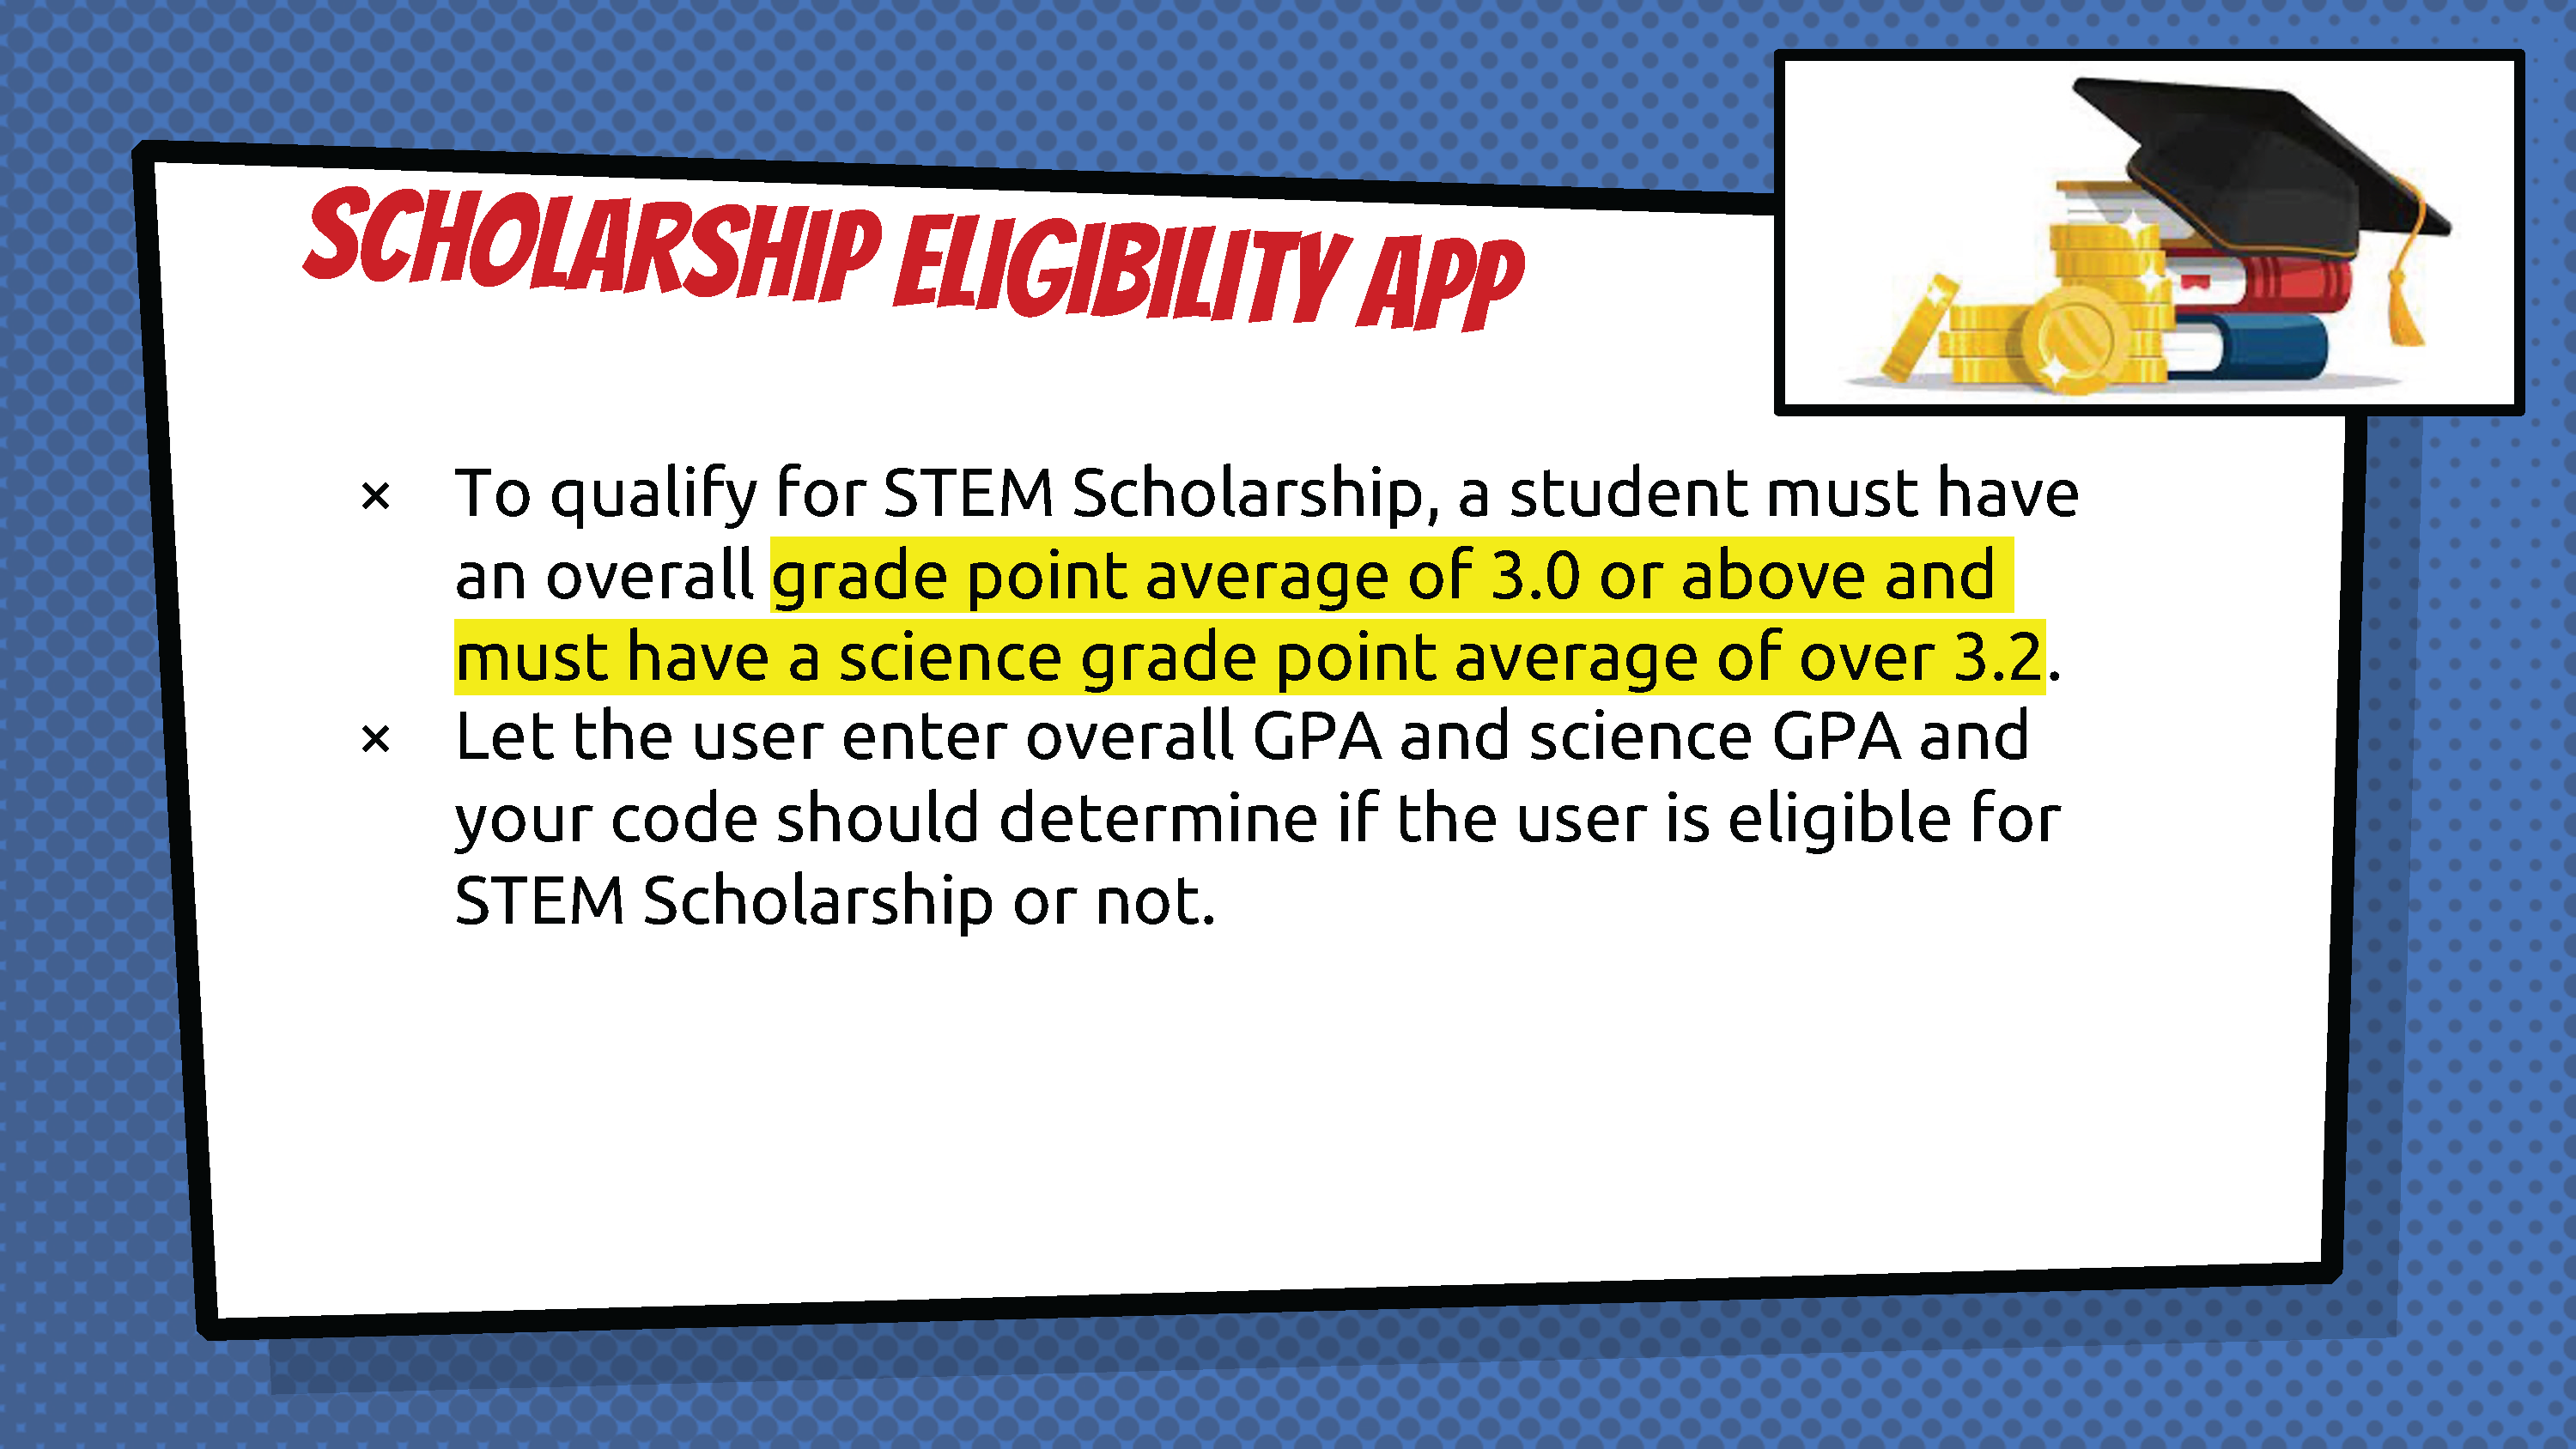 SCHOLARSHIP ELIGIBILITY APP
× To qualify for STEM Scholarship, a student must have
an overall grade point average of 3.0 or above and
must have a science grade point average of over 3.2.
× Let the user enter overall GPA and science GPA and
your code should determine if the user is eligible for
STEM Scholarship or not.